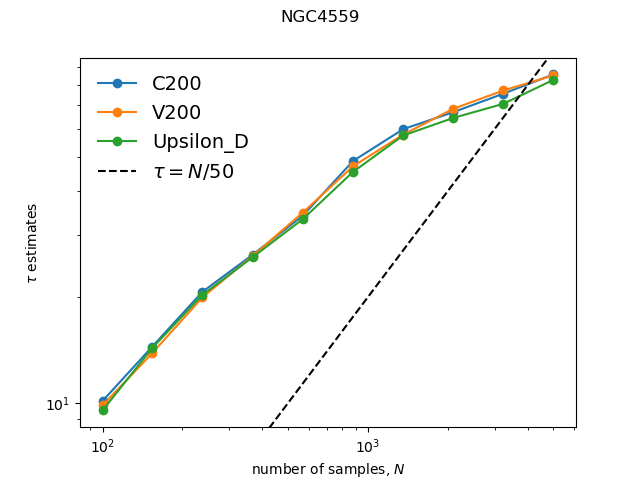 NGC4559
C200
V200
Upsilon_D
τ = N/50
τ estimates
10¹
10² 10³
number of samples, N